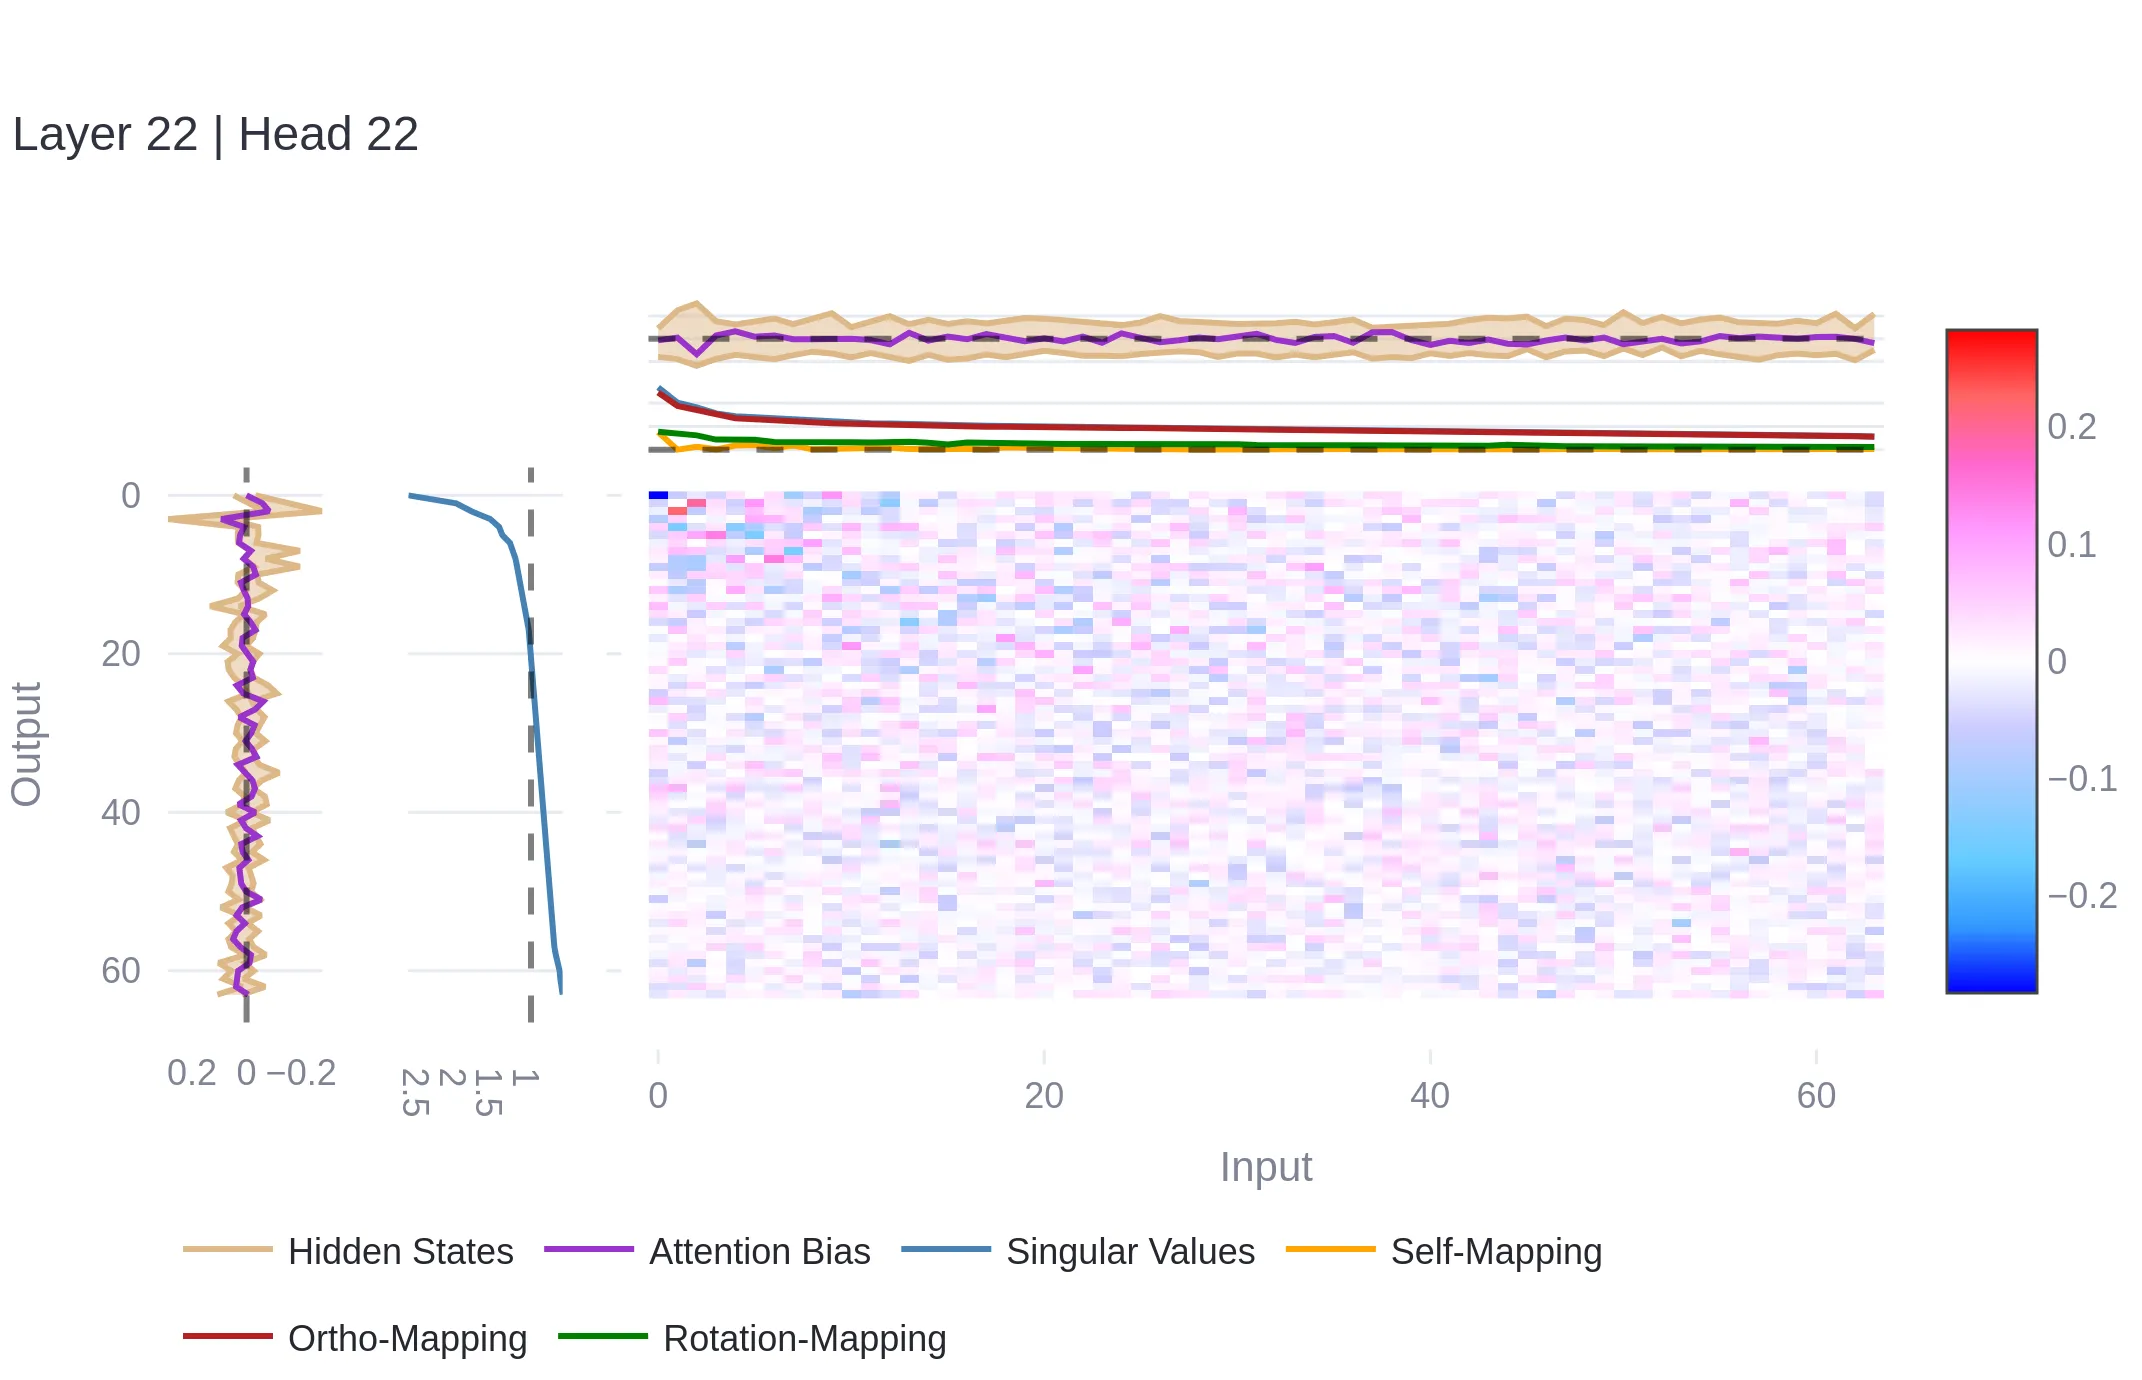 Layer 22 | Head 22
0.2
0.1
0
−0.1
−0.2
0
20
40
60
Output
0.2 0 −0.2
2.5 2 1.5 1
0 20 40 60
Input
Hidden States Attention Bias Singular Values Self-Mapping
Ortho-Mapping Rotation-Mapping